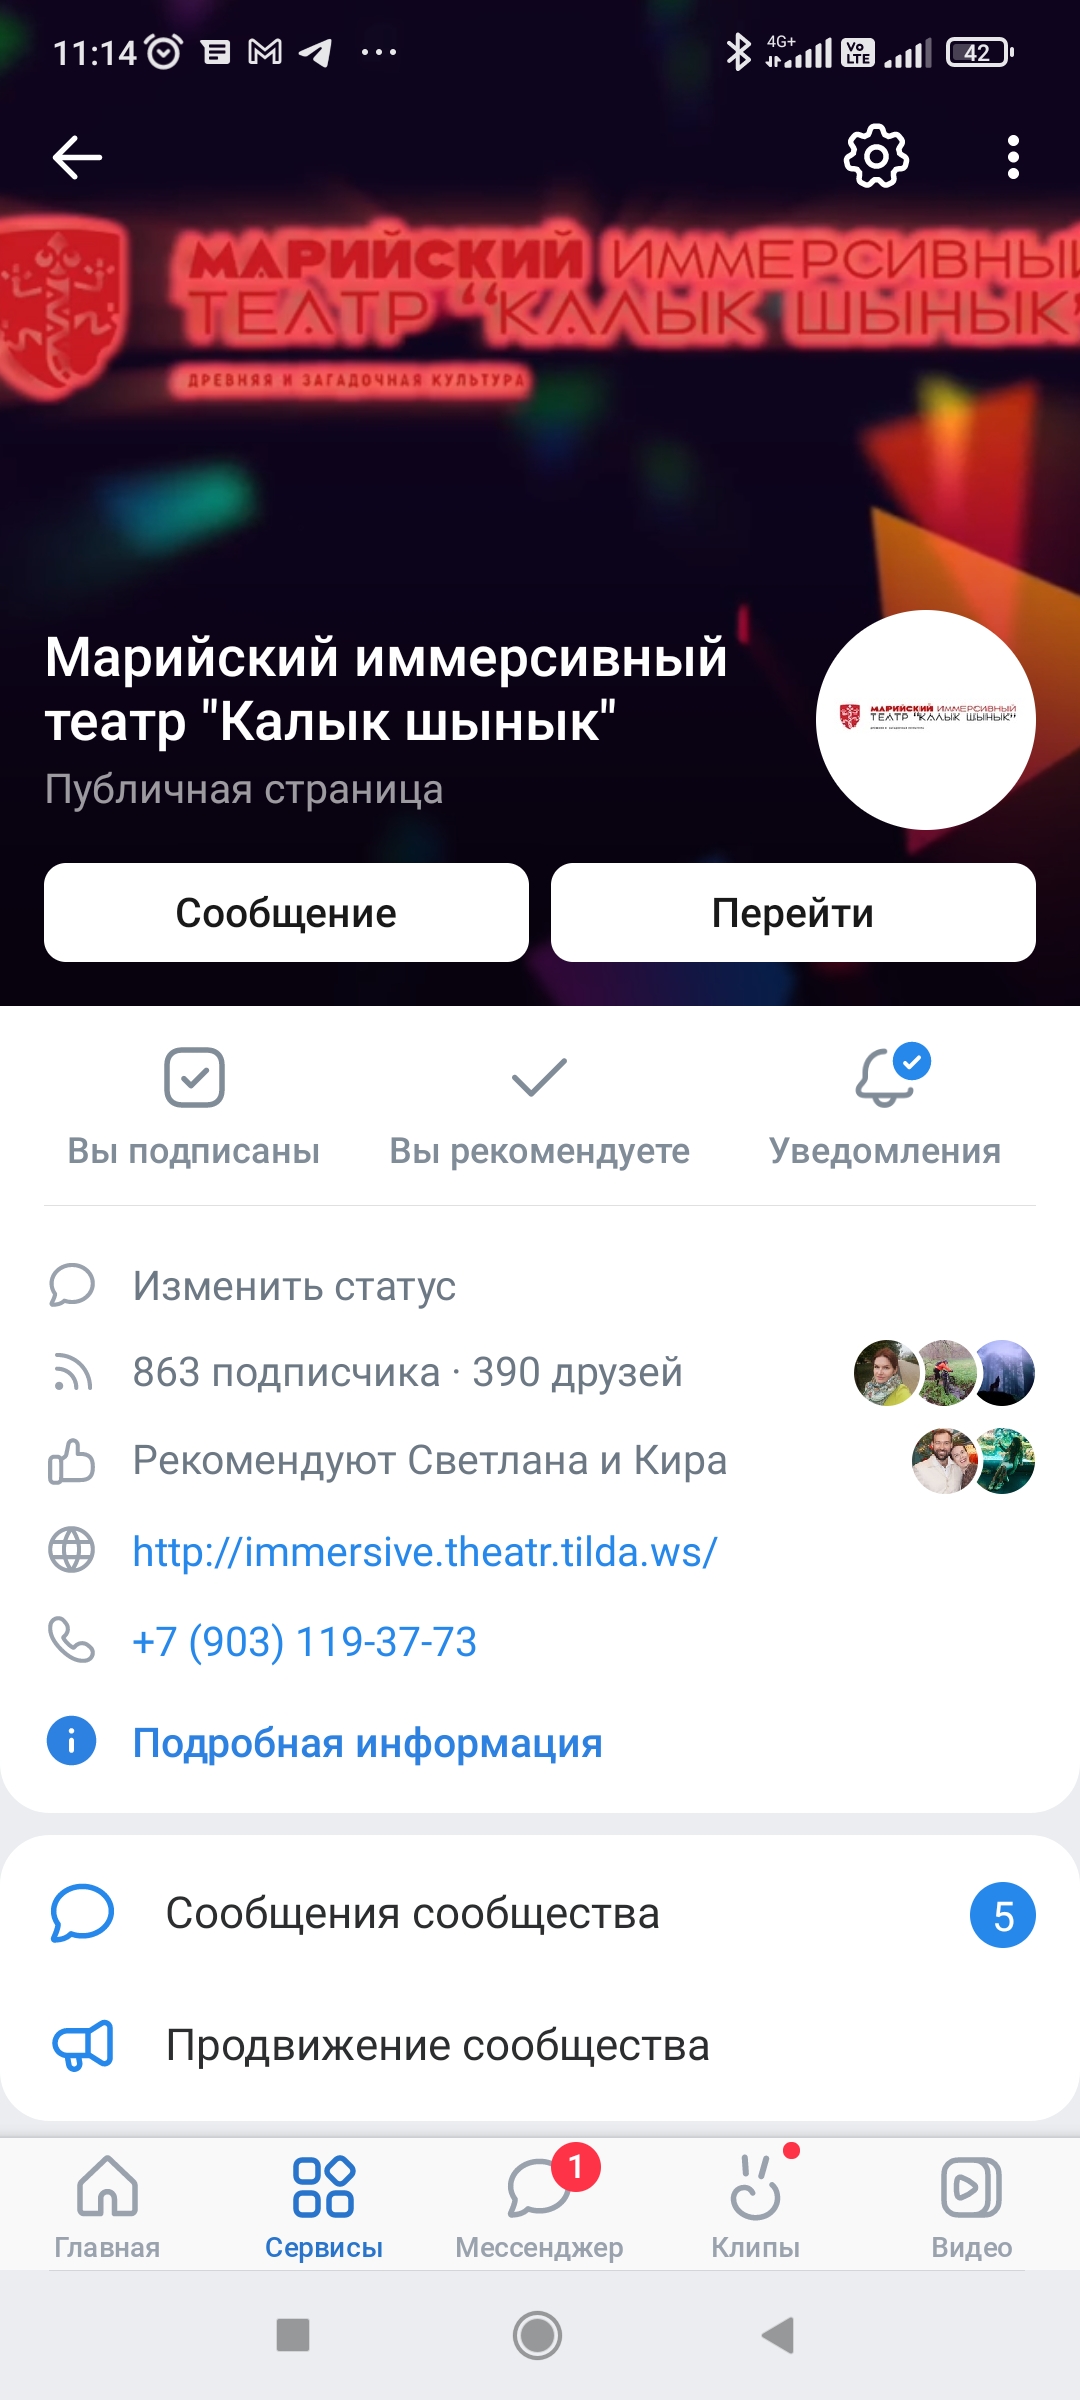 11:14
4G+
Vo
LTE
42
МАРИЙСКИЙ ИММЕРСИВНЫЙ
ТЕАТР “КАЛЫК ШЫНЫК”
ДРЕВНЯЯ И ЗАГАДОЧНАЯ КУЛЬТУРА
Марийский иммерсивный
театр "Калык шынык"
Публичная страница
МАРИЙСКИЙ ИММЕРСИВНЫЙ
ТЕАТР “КАЛЫК ШЫНЫК”
Сообщение
Перейти
Вы подписаны
Вы рекомендуете
Уведомления
Изменить статус
863 подписчика · 390 друзей
Рекомендуют Светлана и Кира
http://immersive.theatr.tilda.ws/
+7 (903) 119-37-73
Подробная информация
Сообщения сообщества
5
Продвижение сообщества
1
Главная
Сервисы
Мессенджер
Клипы
Видео